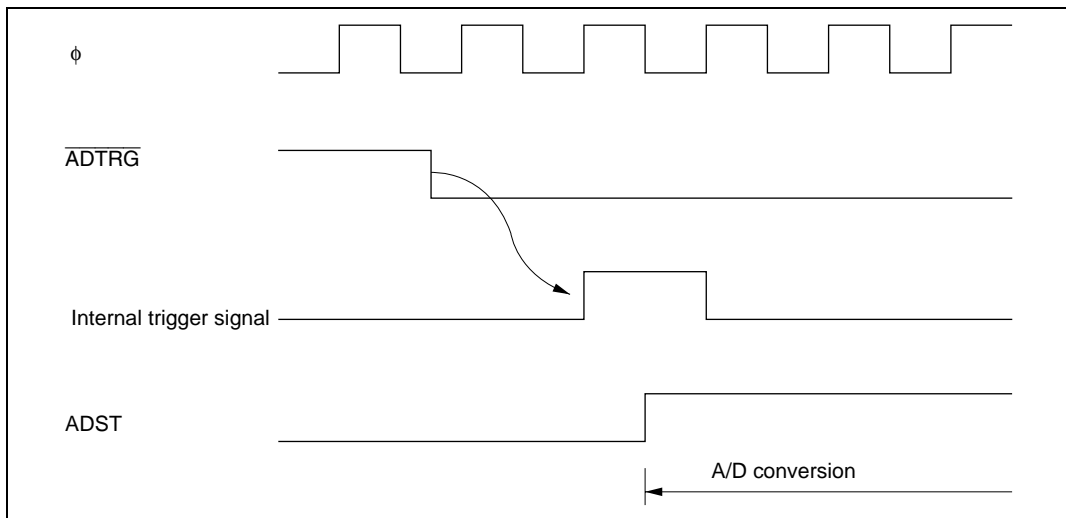 ϕ
ADTRG
Internal trigger signal
ADST
A/D conversion